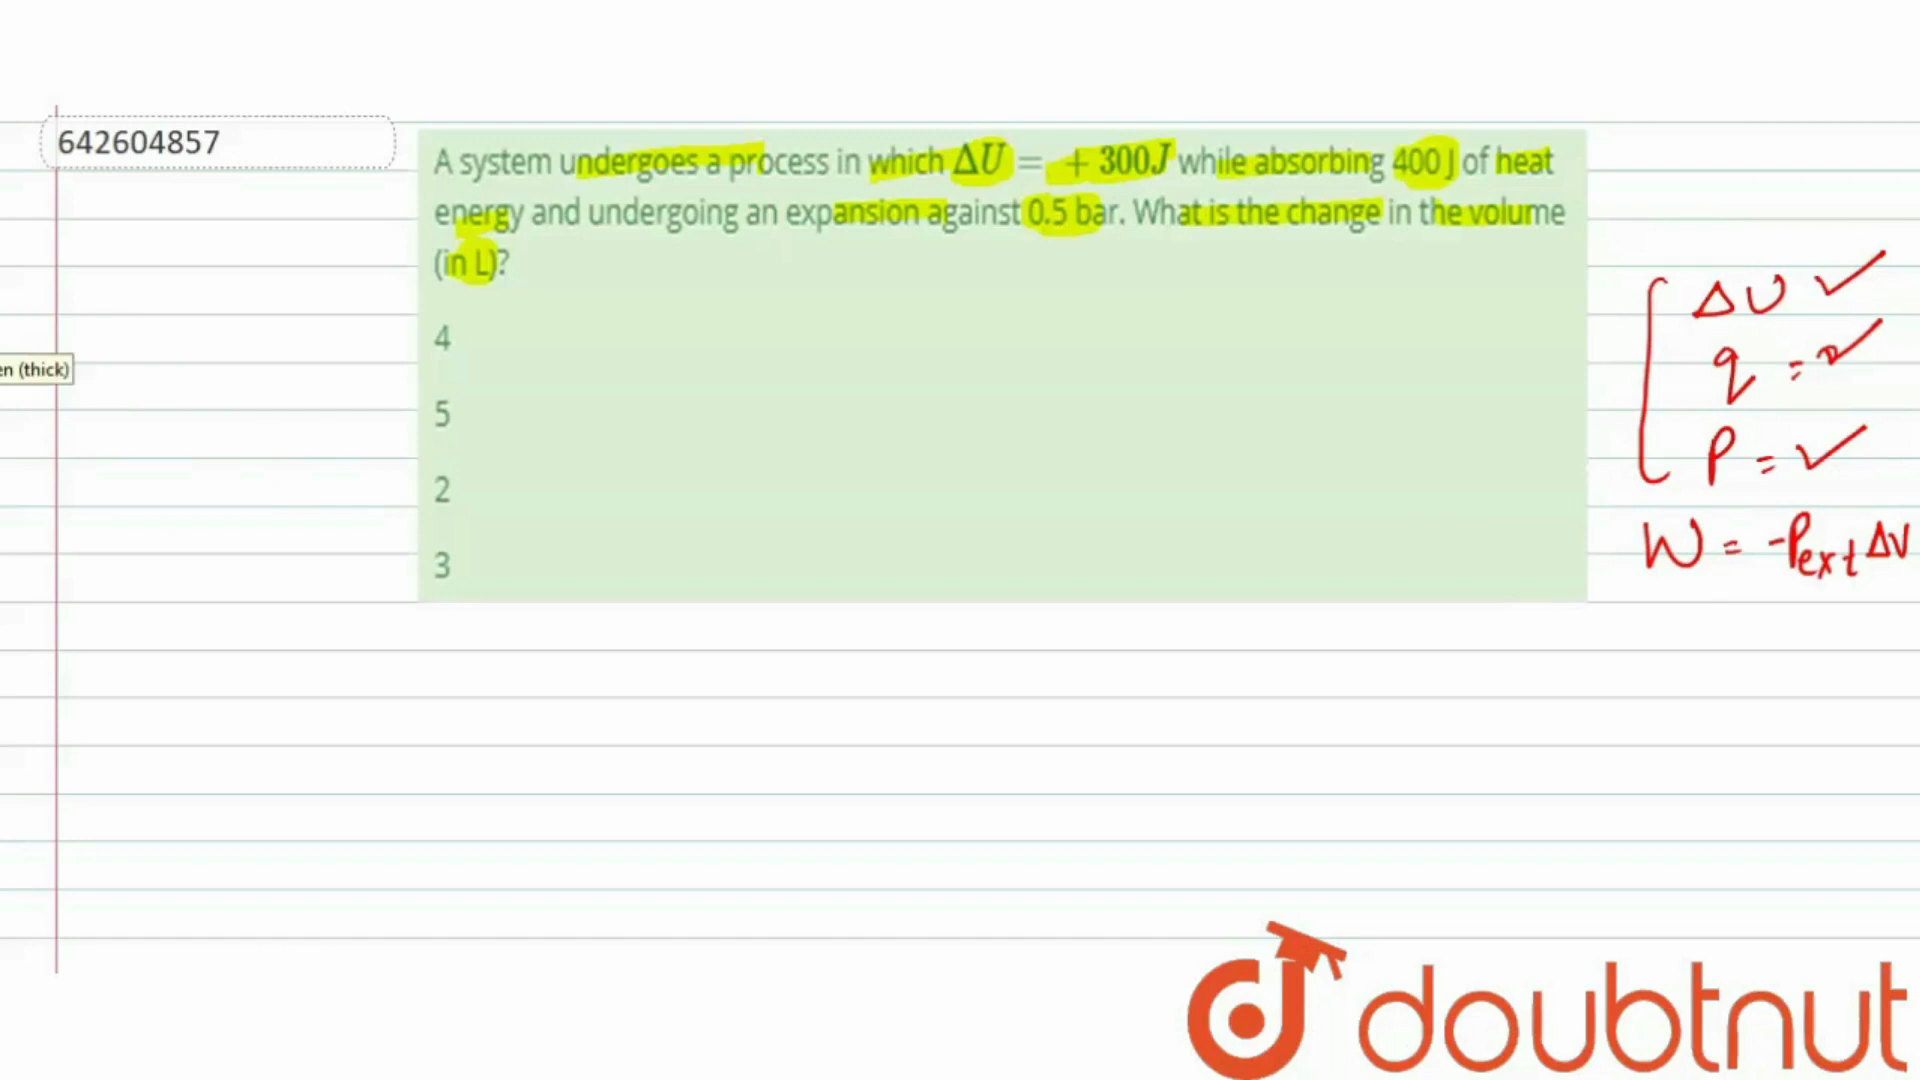 642604857
A system undergoes a process in which ΔU = +300J while absorbing 400 J of heat
energy and undergoing an expansion against 0.5 bar. What is the change in the volume
(in L)?
4
5
2
3
en (thick)
ΔU ✓
q = ✓
P = ✓
W = -Pext ΔV
doubtnut